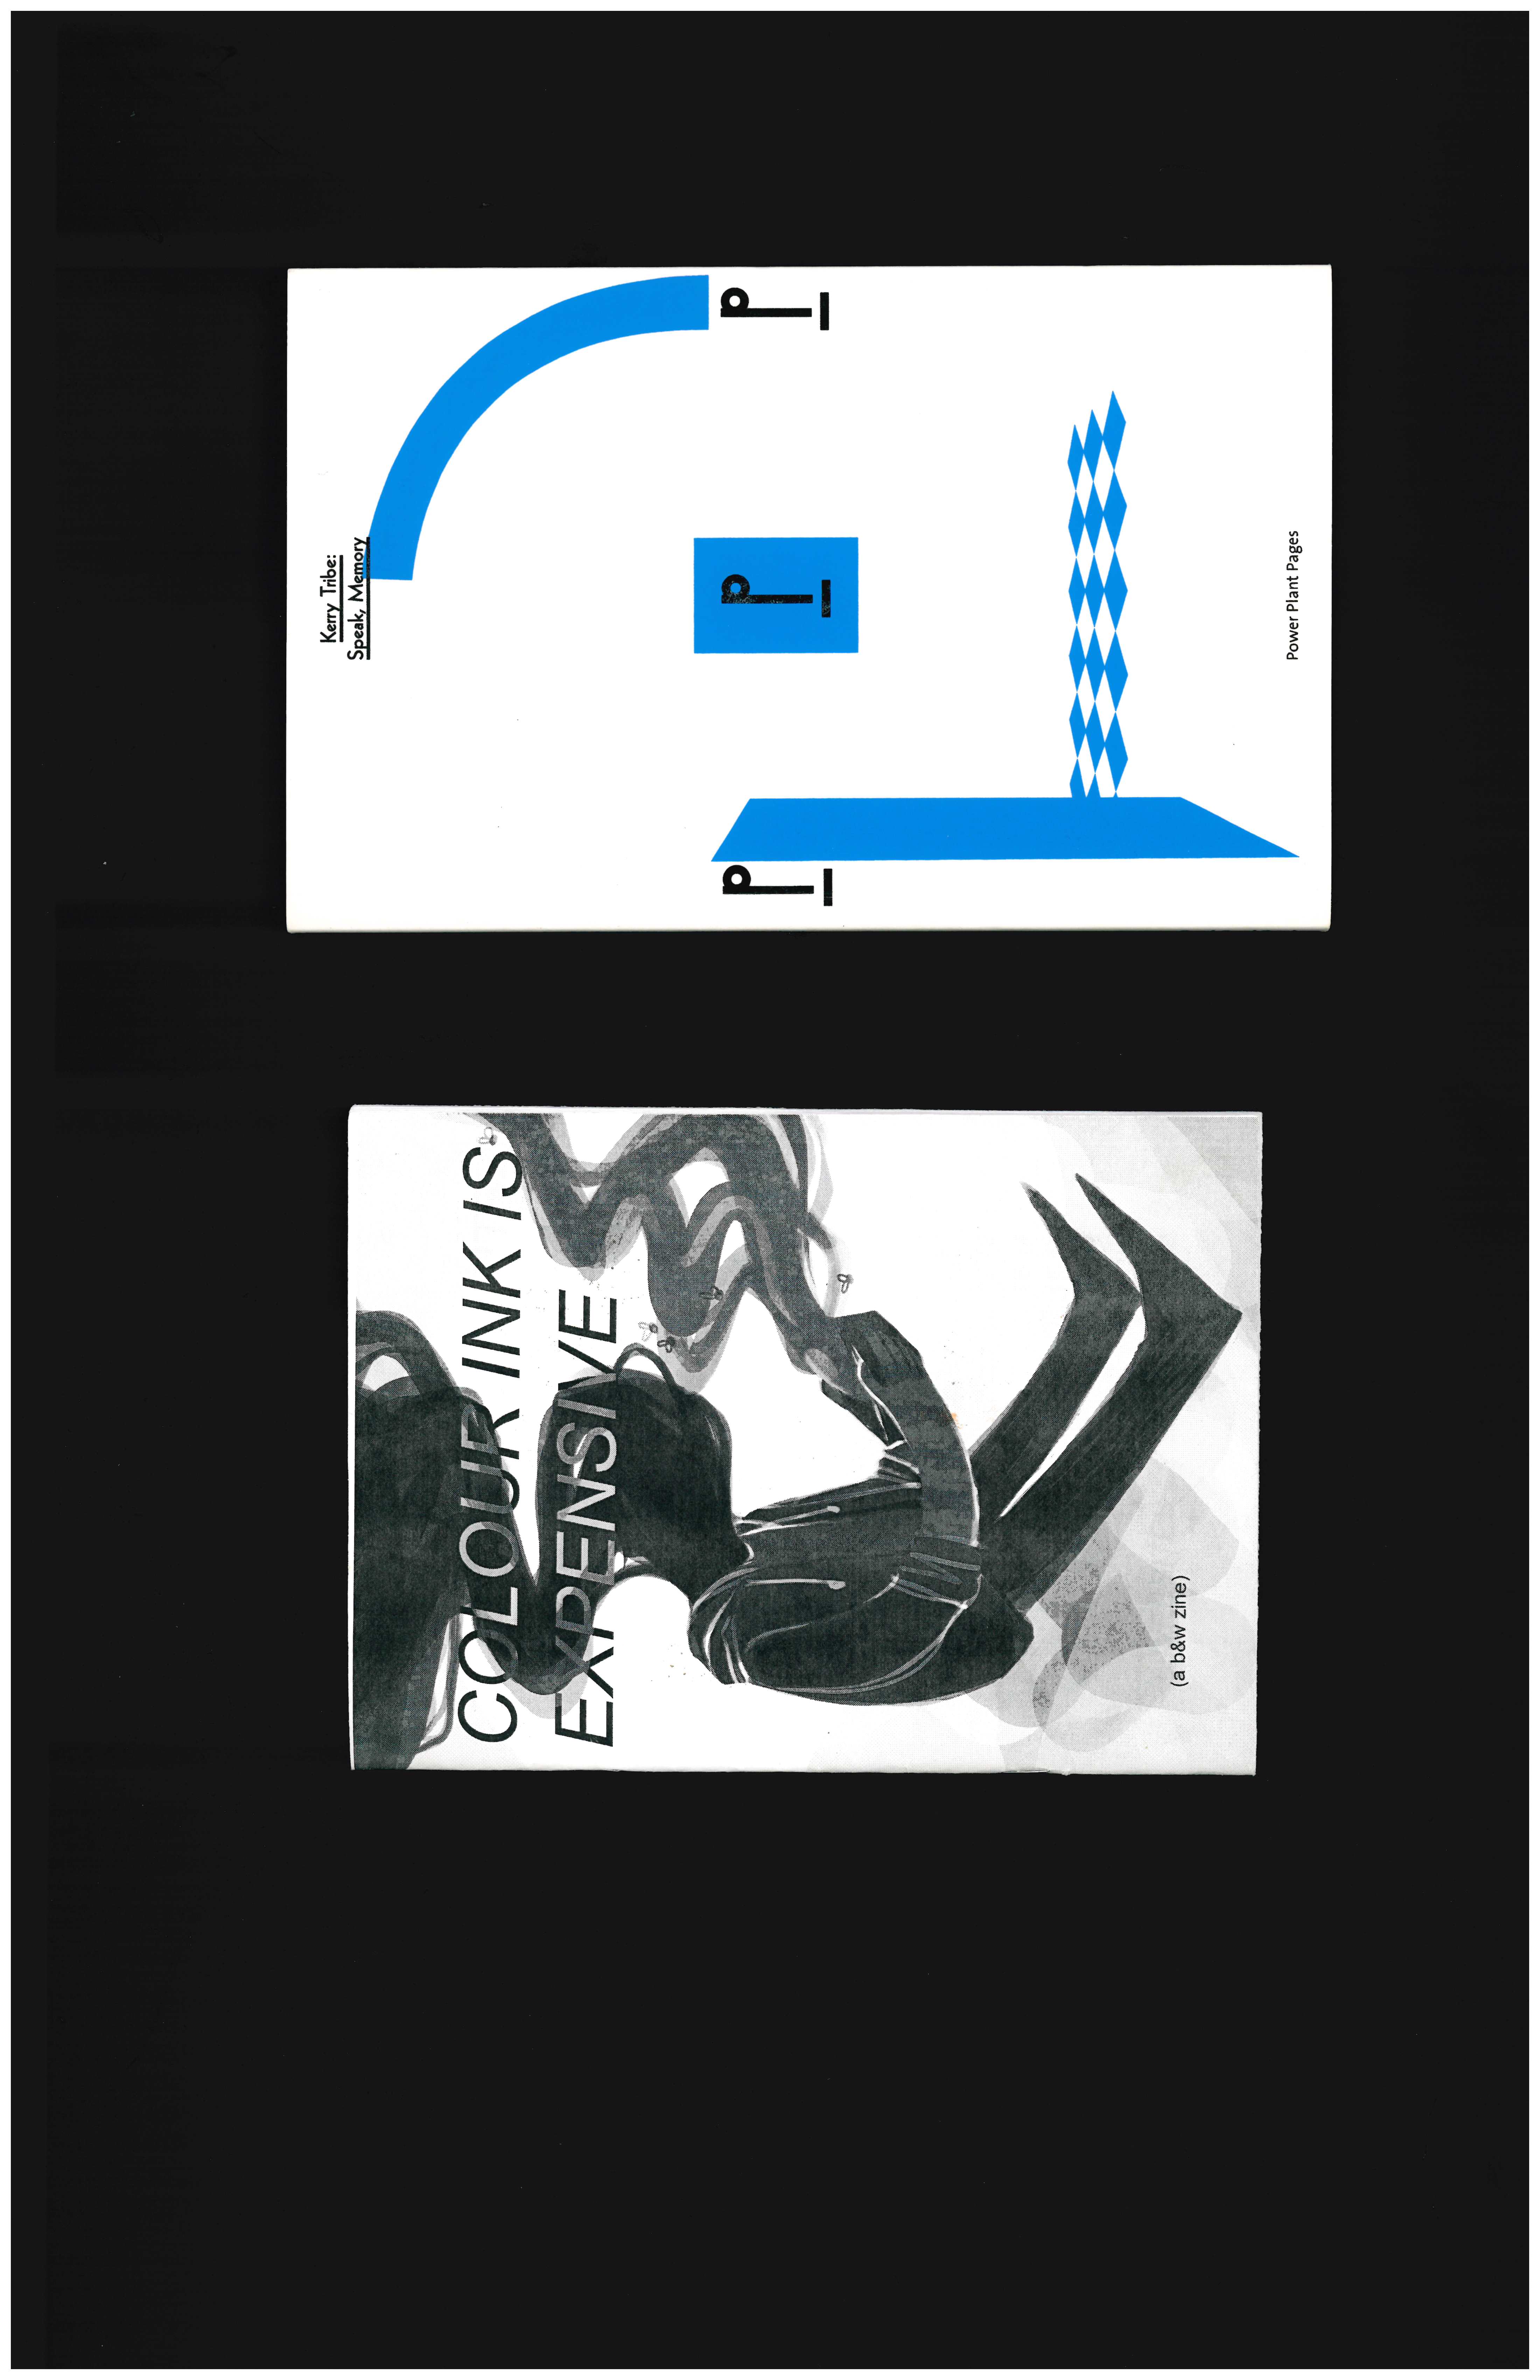 COLOUR INK IS
EXPENSIVE
(a b&w zine)
Kerry Tribe:
Speak, Memory
p p p
Power Plant Pages